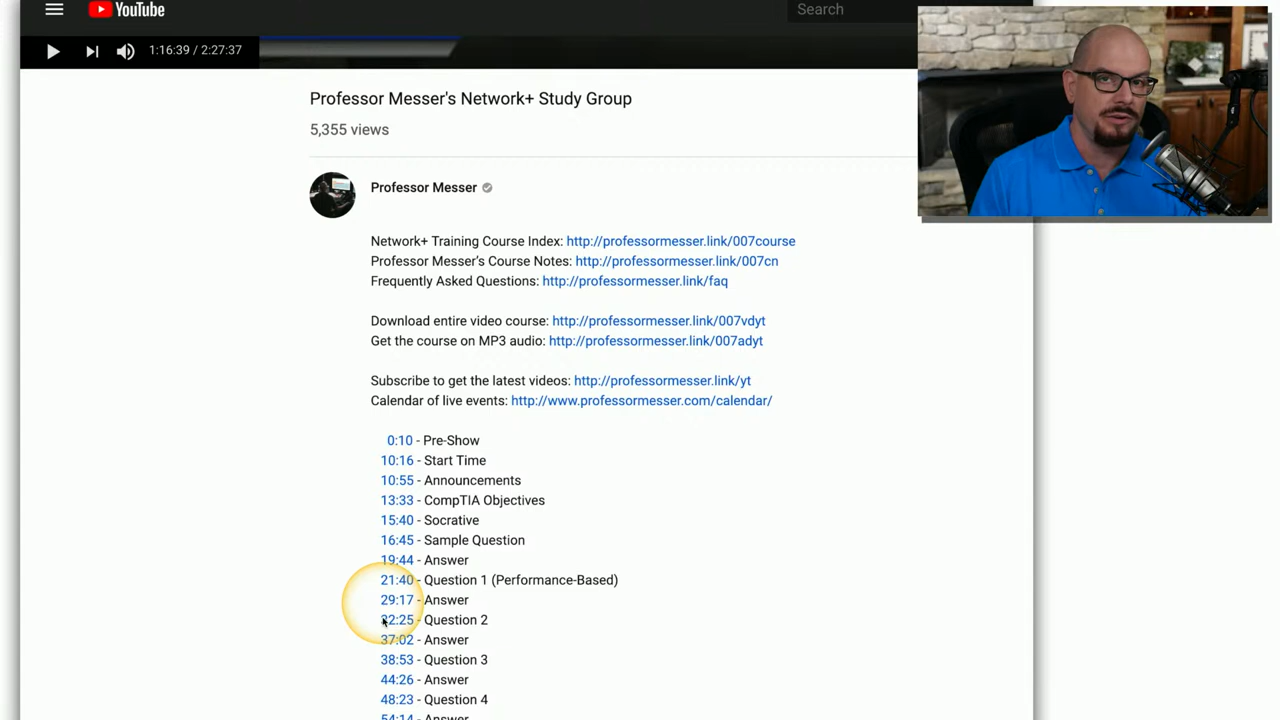 YouTube
Search
1:16:39 / 2:27:37
Professor Messer's Network+ Study Group
5,355 views
Professor Messer
Network+ Training Course Index: http://professormesser.link/007course
Professor Messer's Course Notes: http://professormesser.link/007cn
Frequently Asked Questions: http://professormesser.link/faq
Download entire video course: http://professormesser.link/007vdyt
Get the course on MP3 audio: http://professormesser.link/007adyt
Subscribe to get the latest videos: http://professormesser.link/yt
Calendar of live events: http://www.professormesser.com/calendar/
0:10 - Pre-Show
10:16 - Start Time
10:55 - Announcements
13:33 - CompTIA Objectives
15:40 - Socrative
16:45 - Sample Question
19:44 - Answer
21:40 - Question 1 (Performance-Based)
29:17 - Answer
32:25 - Question 2
37:02 - Answer
38:53 - Question 3
44:26 - Answer
48:23 - Question 4
54:14 - Answer